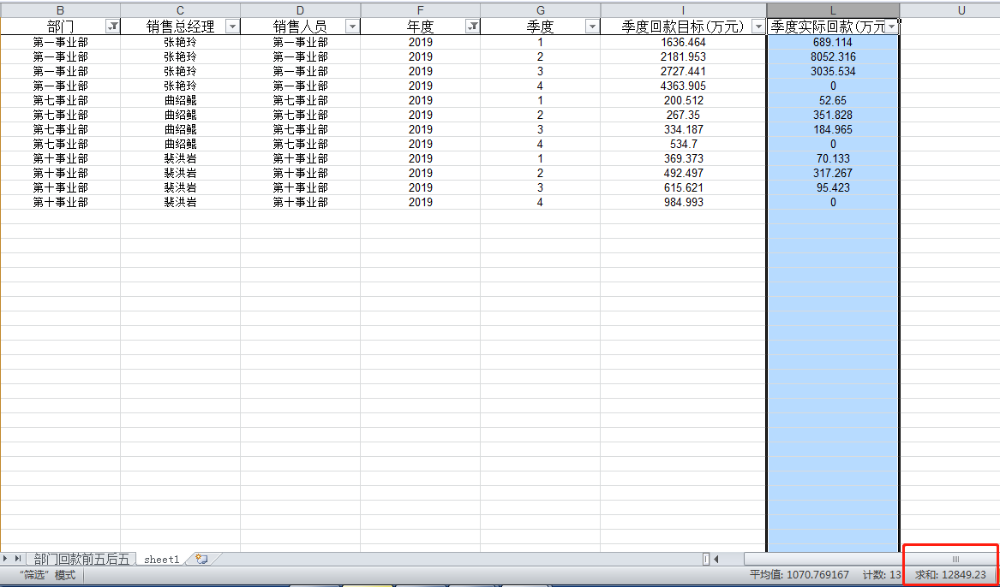 B C D F G I L U
部门 销售总经理 销售人员 年度 季度 季度回款目标(万元) 季度实际回款(万元
第一事业部 张艳玲 第一事业部 2019 1 1636.464 689.114
第一事业部 张艳玲 第一事业部 2019 2 2181.953 8052.316
第一事业部 张艳玲 第一事业部 2019 3 2727.441 3035.534
第一事业部 张艳玲 第一事业部 2019 4 4363.905 0
第七事业部 曲绍鲲 第七事业部 2019 1 200.512 52.65
第七事业部 曲绍鲲 第七事业部 2019 2 267.35 351.828
第七事业部 曲绍鲲 第七事业部 2019 3 334.187 184.965
第七事业部 曲绍鲲 第七事业部 2019 4 534.7 0
第十事业部 裴洪岩 第十事业部 2019 1 369.373 70.133
第十事业部 裴洪岩 第十事业部 2019 2 492.497 317.267
第十事业部 裴洪岩 第十事业部 2019 3 615.621 95.423
第十事业部 裴洪岩 第十事业部 2019 4 984.993 0
部门回款前五后五 sheet1
“筛选”模式 平均值: 1070.769167 计数: 13 求和: 12849.23